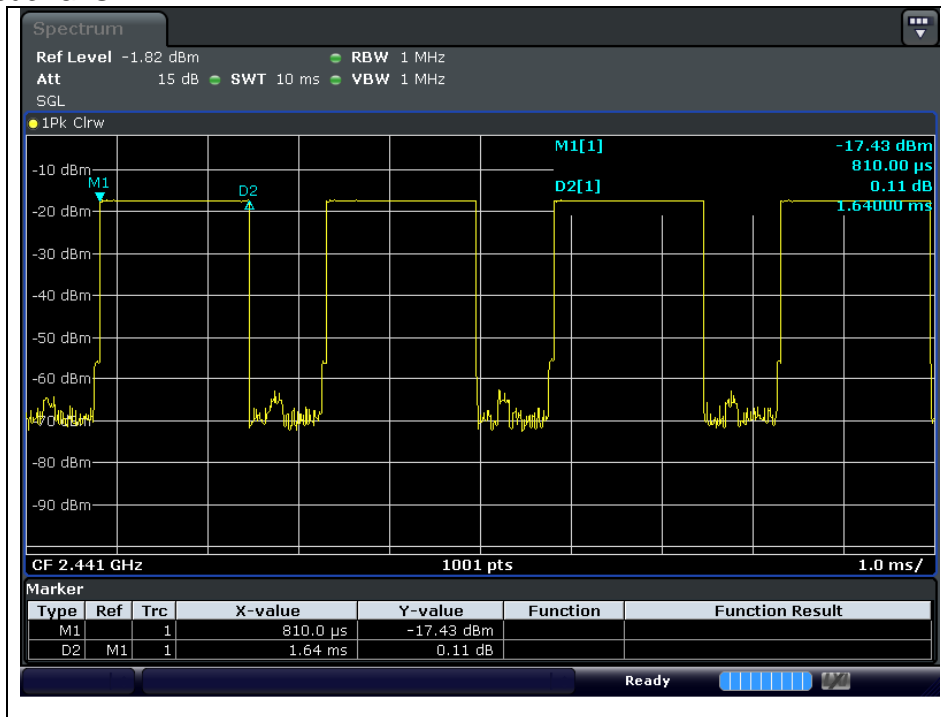 Spectrum
Ref Level -1.82 dBm RBW 1 MHz
Att 15 dB SWT 10 ms VBW 1 MHz
SGL
1Pk Clrw
M1[1] -17.43 dBm
810.00 µs
D2[1] 0.11 dB
1.64000 ms
M1
D2
-10 dBm
-20 dBm
-30 dBm
-40 dBm
-50 dBm
-60 dBm
-70 dBm
-80 dBm
-90 dBm
CF 2.441 GHz 1001 pts 1.0 ms/
Marker
Type Ref Trc X-value Y-value Function Function Result
M1 1 810.0 µs -17.43 dBm
D2 M1 1 1.64 ms 0.11 dB
Ready